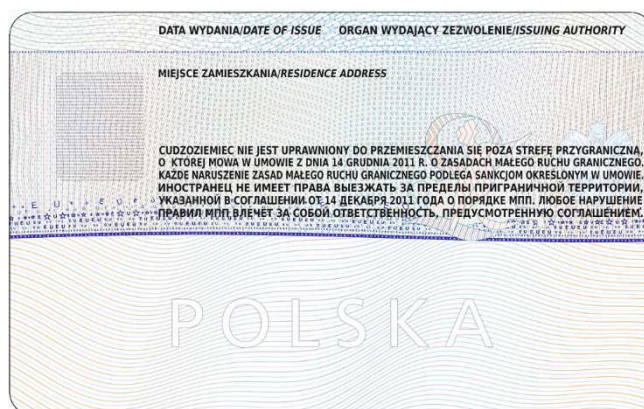 DATA WYDANIA/DATE OF ISSUE ORGAN WYDAJĄCY ZEZWOLENIE/ISSUING AUTHORITY
MIEJSCE ZAMIESZKANIA/RESIDENCE ADDRESS
CUDZOZIEMIEC NIE JEST UPRAWNIONY DO PRZEMIESZCZANIA SIĘ POZA STREFĘ PRZYGRANICZNĄ,
O KTÓREJ MOWA W UMOWIE Z DNIA 14 GRUDNIA 2011 R. O ZASADACH MAŁEGO RUCHU GRANICZNEGO.
KAŻDE NARUSZENIE ZASAD MAŁEGO RUCHU GRANICZNEGO PODLEGA SANKCJOM OKREŚLONYM W UMOWIE.
ИНОСТРАНЕЦ НЕ ИМЕЕТ ПРАВА ВЫЕЗЖАТЬ ЗА ПРЕДЕЛЫ ПРИГРАНИЧНОЙ ТЕРРИТОРИИ,
УКАЗАННОЙ В СОГЛАШЕНИИ ОТ 14 ДЕКАБРЯ 2011 ГОДА О ПОРЯДКЕ МПП. ЛЮБОЕ НАРУШЕНИЕ
ПРАВИЛ МПП ВЛЕЧЁТ ЗА СОБОЙ ОТВЕТСТВЕННОСТЬ, ПРЕДУСМОТРЕННУЮ СОГЛАШЕНИЕМ.
POLSKA